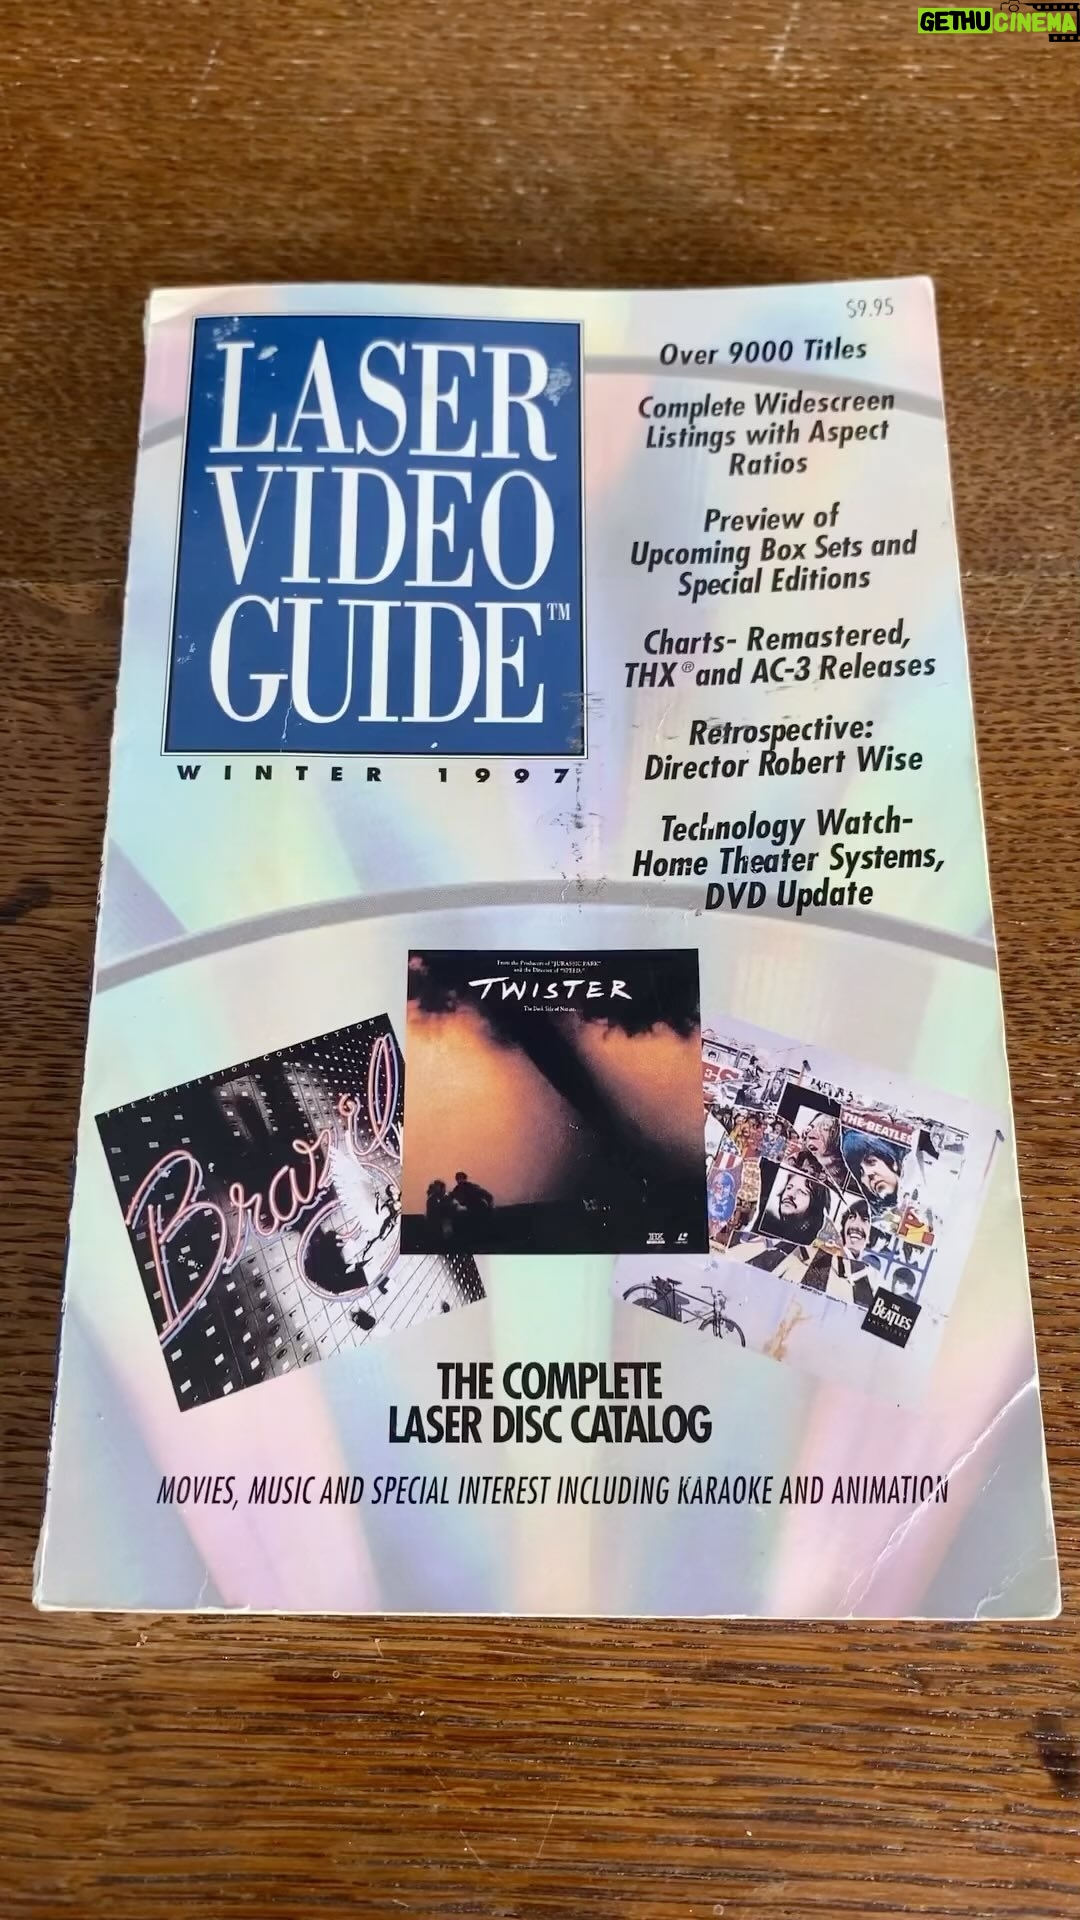 GETHUCINEMA
$9.95
LASER
VIDEO
GUIDE™
WINTER 1997
Over 9000 Titles
Complete Widescreen
Listings with Aspect
Ratios
Preview of
Upcoming Box Sets and
Special Editions
Charts- Remastered,
THX® and AC-3 Releases
Retrospective:
Director Robert Wise
Technology Watch-
Home Theater Systems,
DVD Update
THE CRITERION COLLECTION
Brazil
From the Producers of "JURASSIC PARK"
and the Director of "SPEED"
TWISTER
The Dark Side of Nature.
THX
THE BEATLES
THE
BEATLES
ANTHOLOGY
THE COMPLETE
LASER DISC CATALOG
MOVIES, MUSIC AND SPECIAL INTEREST INCLUDING KARAOKE AND ANIMATION